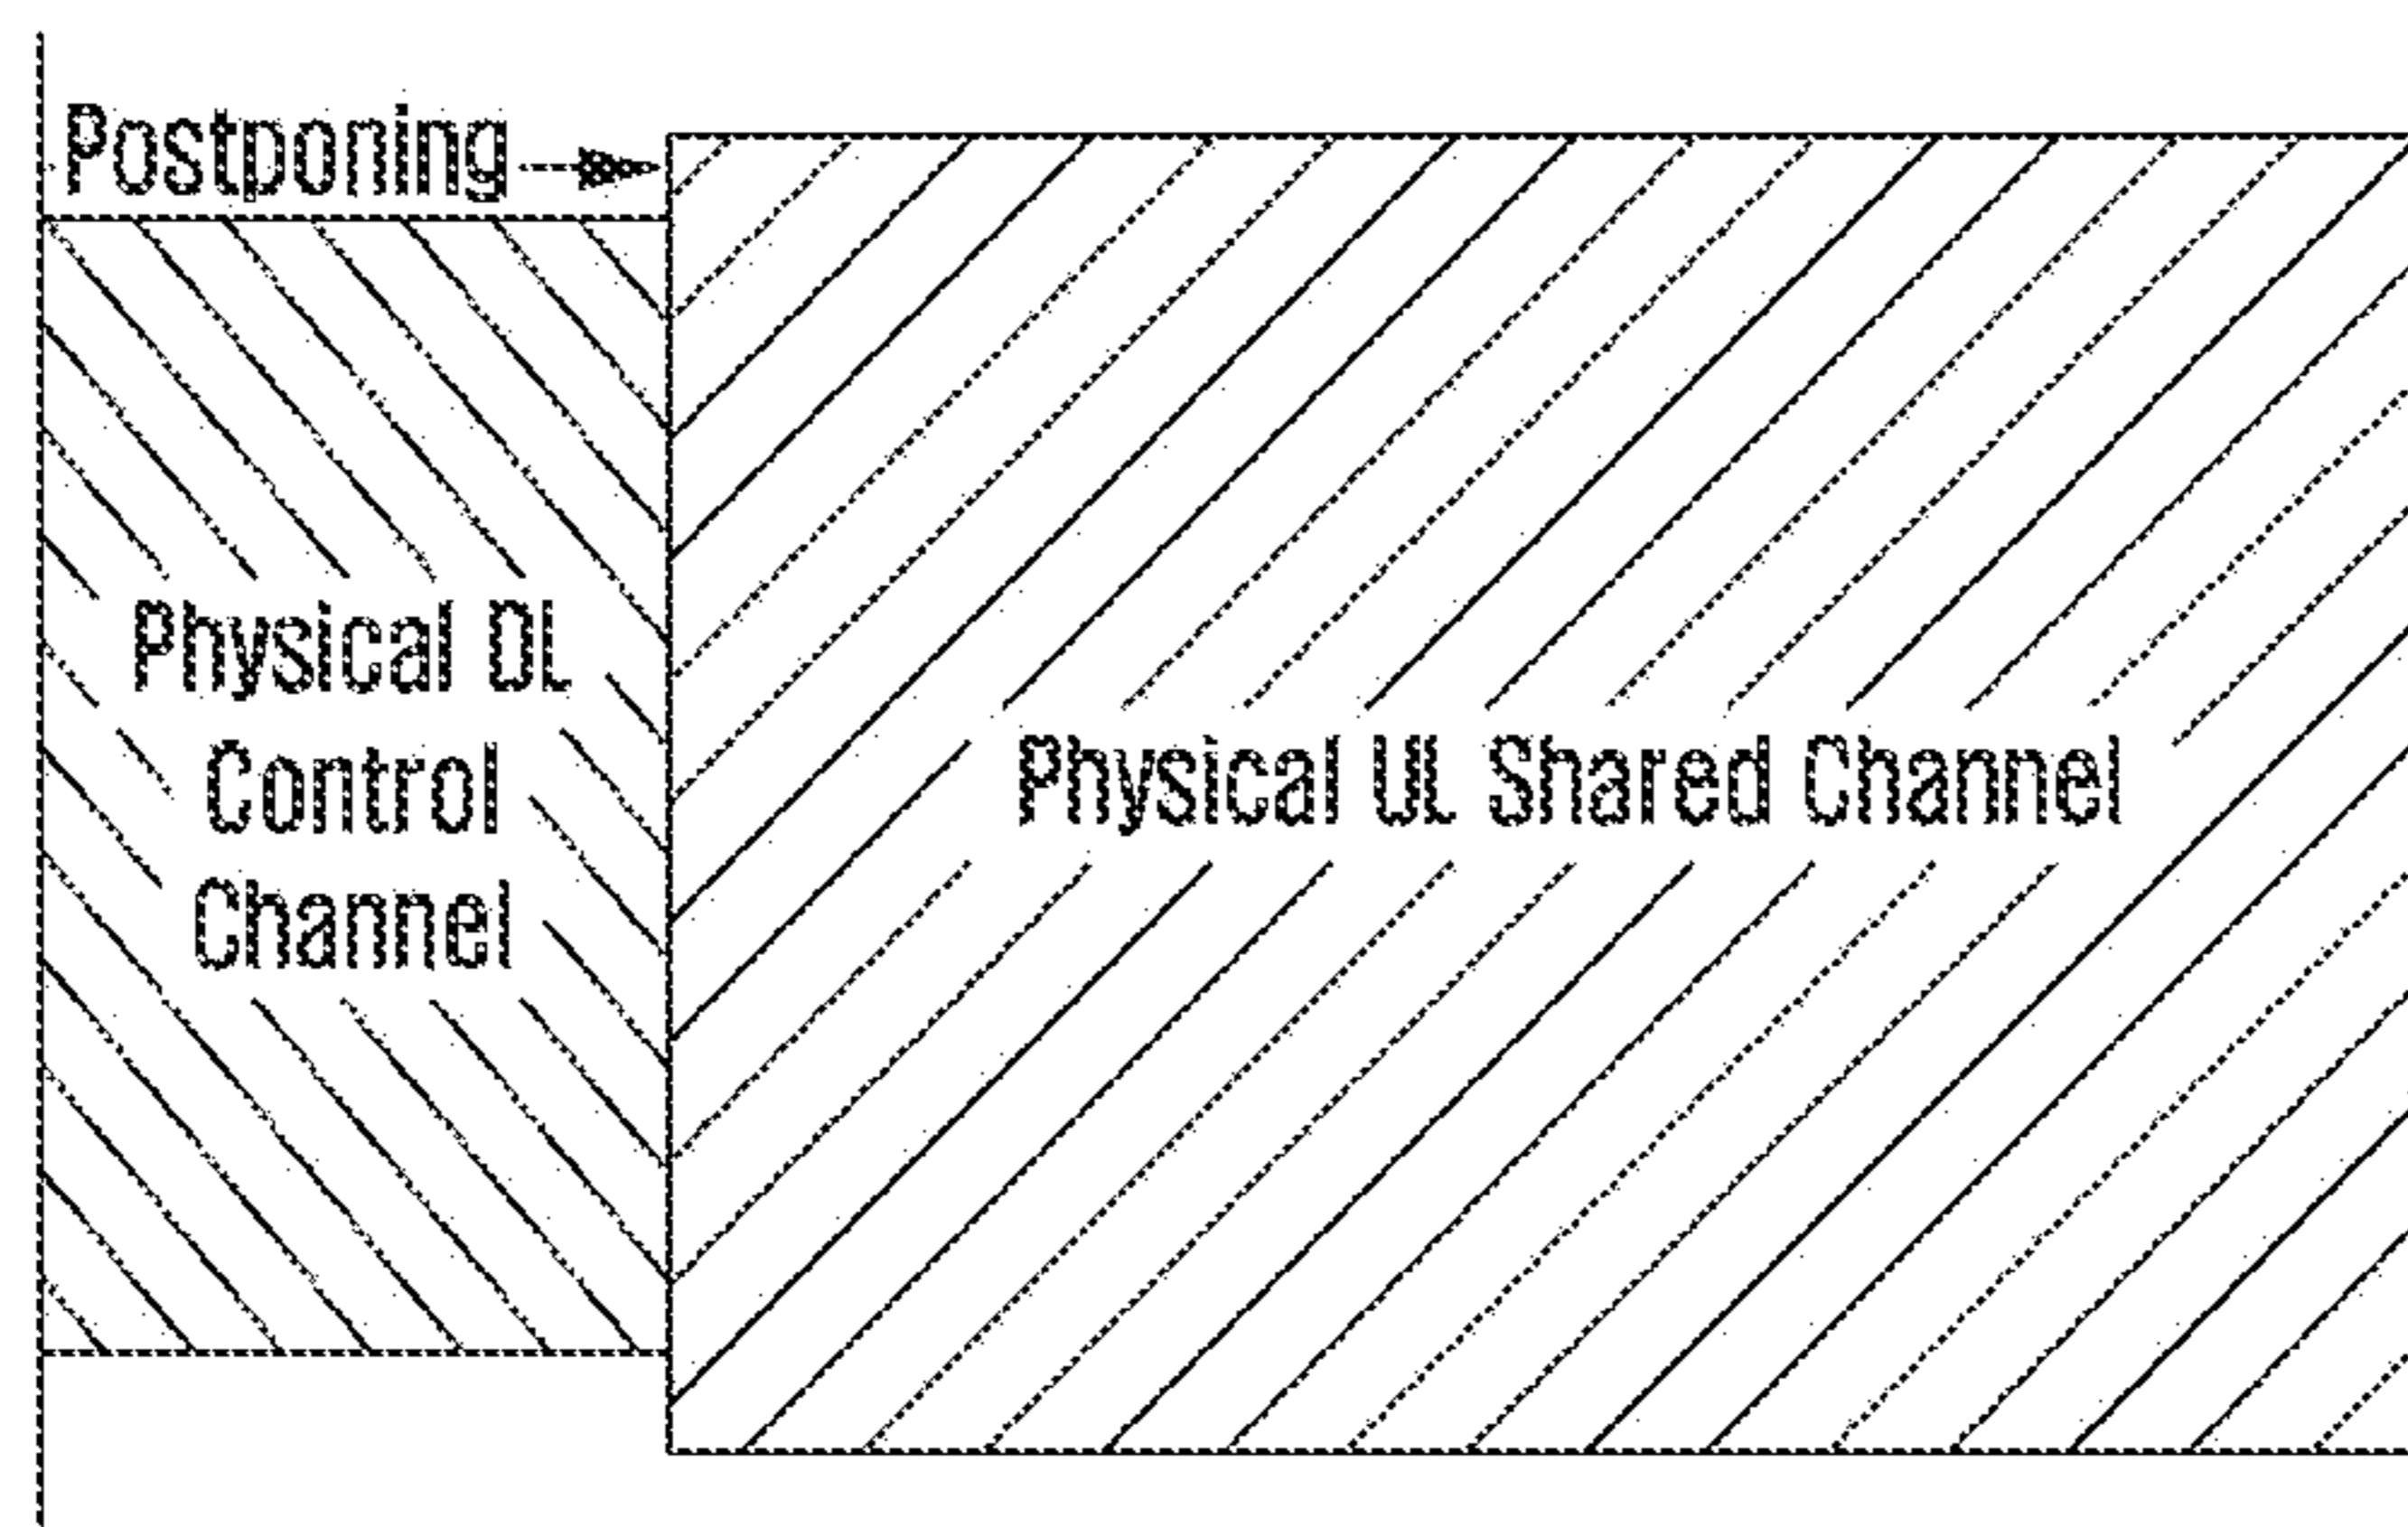 Postponing
Physical DL
Control
Channel
Physical UL Shared Channel